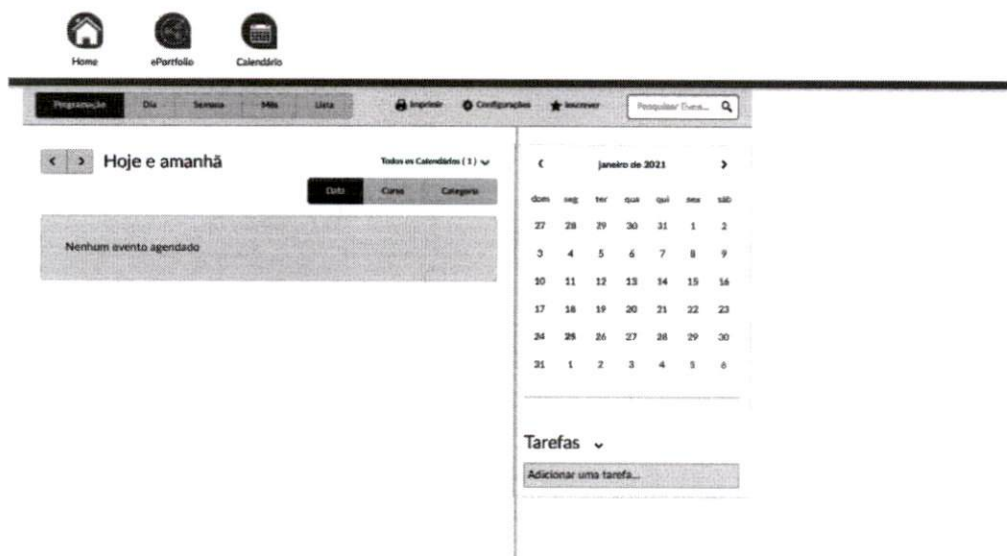 Home ePortfolio Calendário
Programação Dia Semana Mês Lista Imprimir Configurações Inscrever Pesquisar Even...
Hoje e amanhã
Todos os Calendários ( 1 )
Data Curso Categoria
Nenhum evento agendado
janeiro de 2021
dom seg ter qua qui sex sáb
27 28 29 30 31 1 2
3 4 5 6 7 8 9
10 11 12 13 14 15 16
17 18 19 20 21 22 23
24 25 26 27 28 29 30
31 1 2 3 4 5 6
Tarefas
Adicionar uma tarefa...